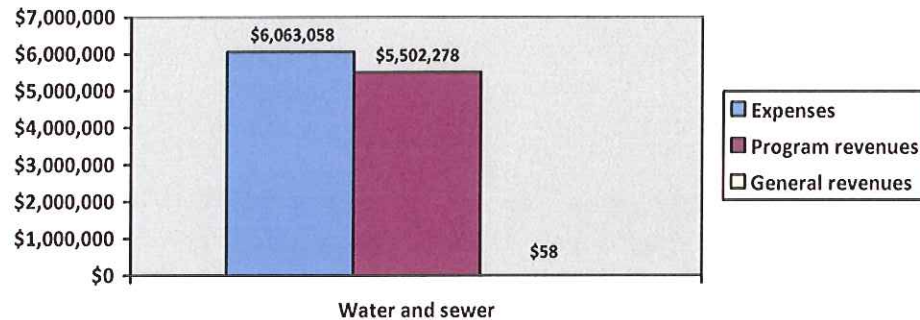 $7,000,000
$6,000,000
$5,000,000
$4,000,000
$3,000,000
$2,000,000
$1,000,000
$0
$6,063,058
$5,502,278
$58
Water and sewer
Expenses
Program revenues
General revenues